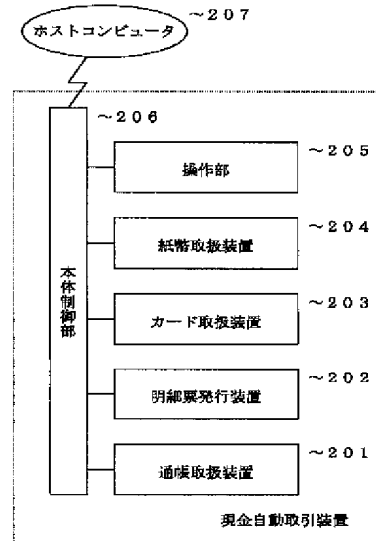 ホストコンピュータ
～207
～206
本体制御部
操作部
～205
紙幣取扱装置
～204
カード取扱装置
～203
明細票発行装置
～202
通帳取扱装置
～201
現金自動取引装置